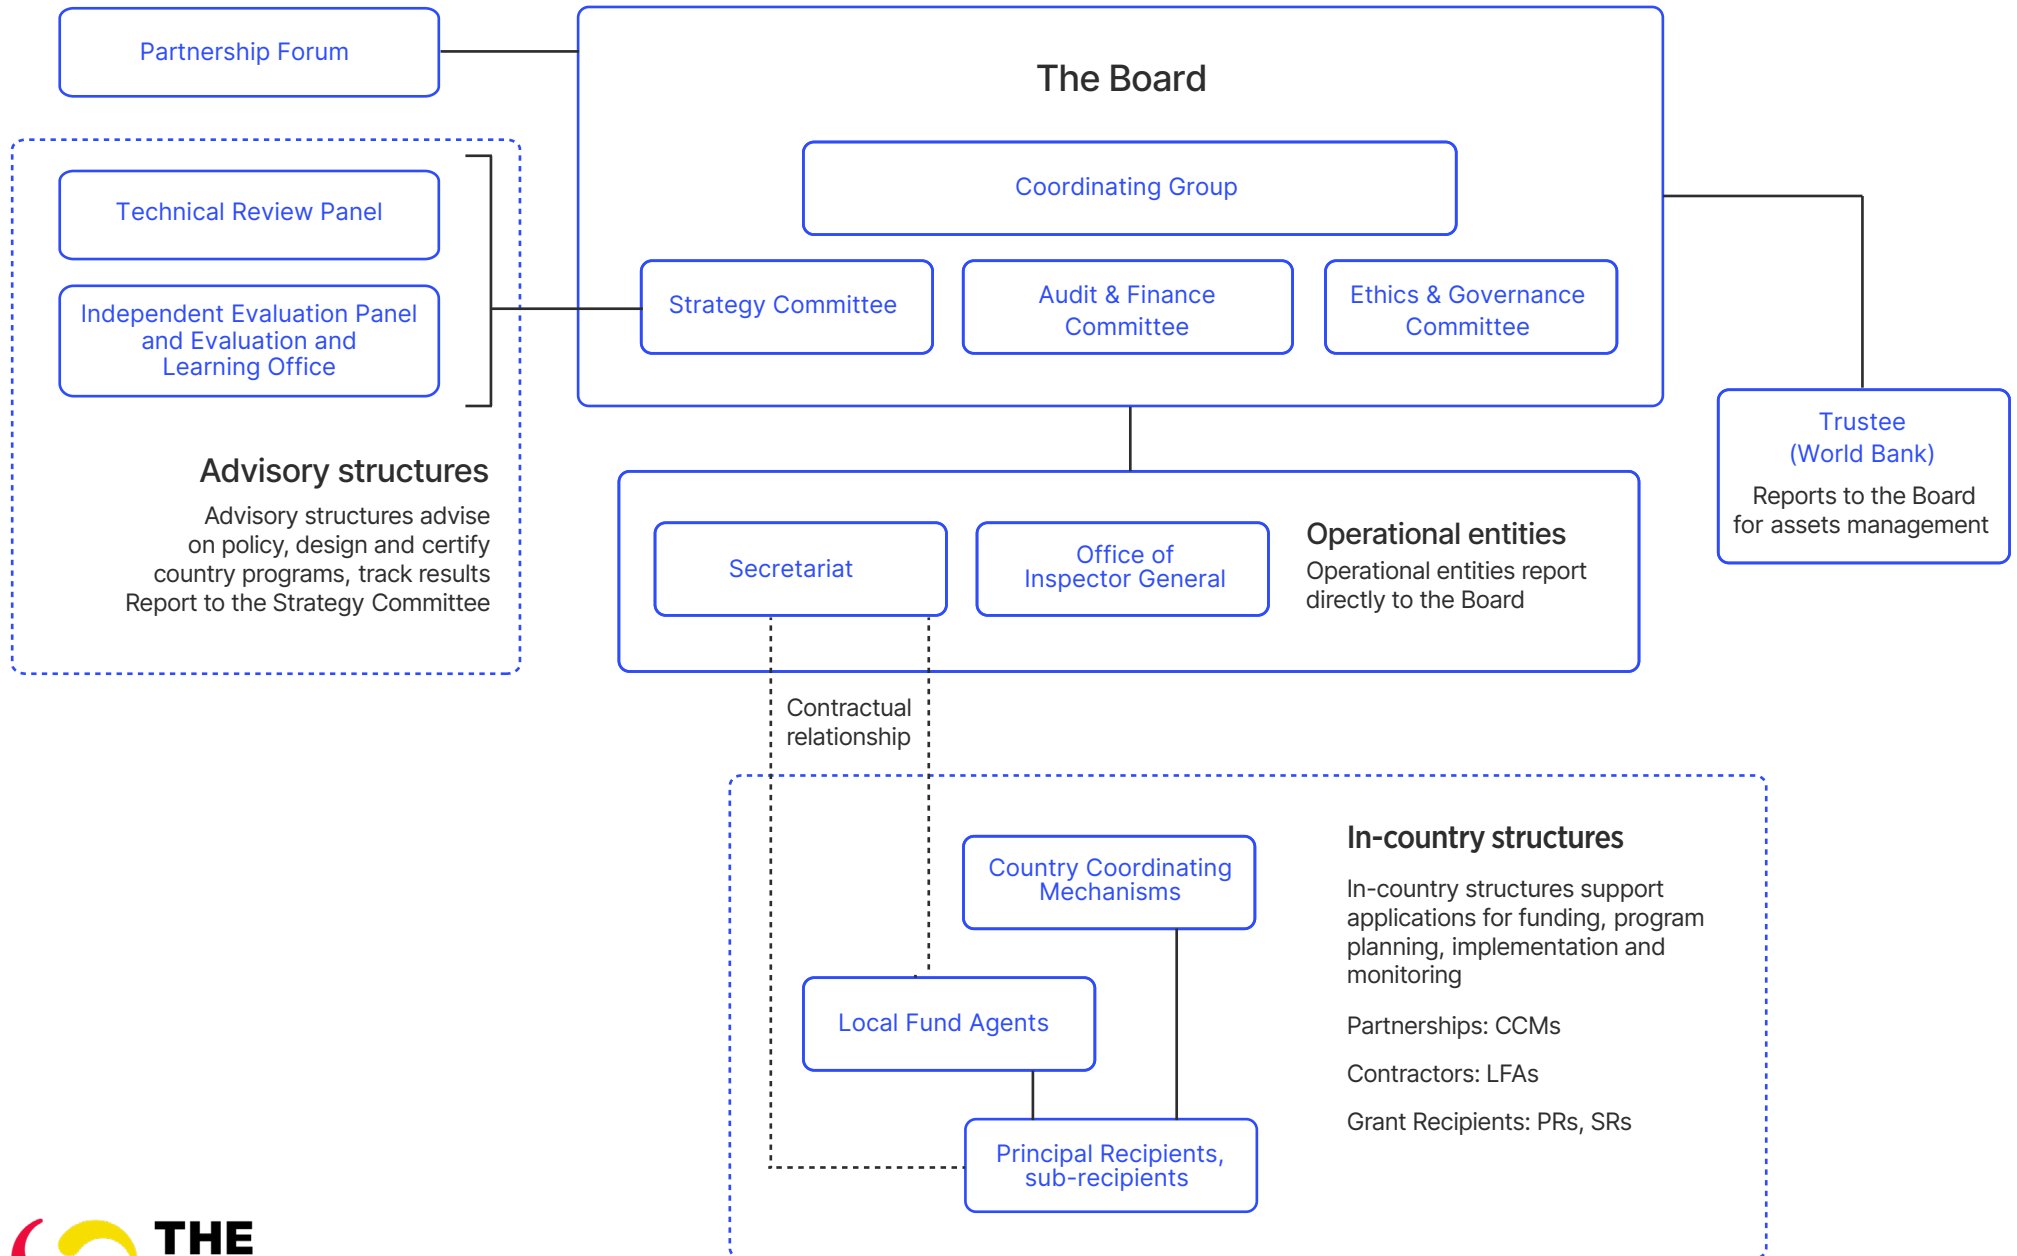 Partnership Forum
The Board
Coordinating Group
Technical Review Panel
Independent Evaluation Panel
and Evaluation and
Learning Office
Strategy Committee
Audit & Finance
Committee
Ethics & Governance
Committee
Advisory structures
Advisory structures advise
on policy, design and certify
country programs, track results
Report to the Strategy Committee
Trustee
(World Bank)
Reports to the Board
for assets management
Secretariat
Office of
Inspector General
Operational entities
Operational entities report
directly to the Board
Contractual
relationship
Country Coordinating
Mechanisms
Local Fund Agents
Principal Recipients,
sub-recipients
In-country structures
In-country structures support
applications for funding, program
planning, implementation and
monitoring
Partnerships: CCMs
Contractors: LFAs
Grant Recipients: PRs, SRs
THE